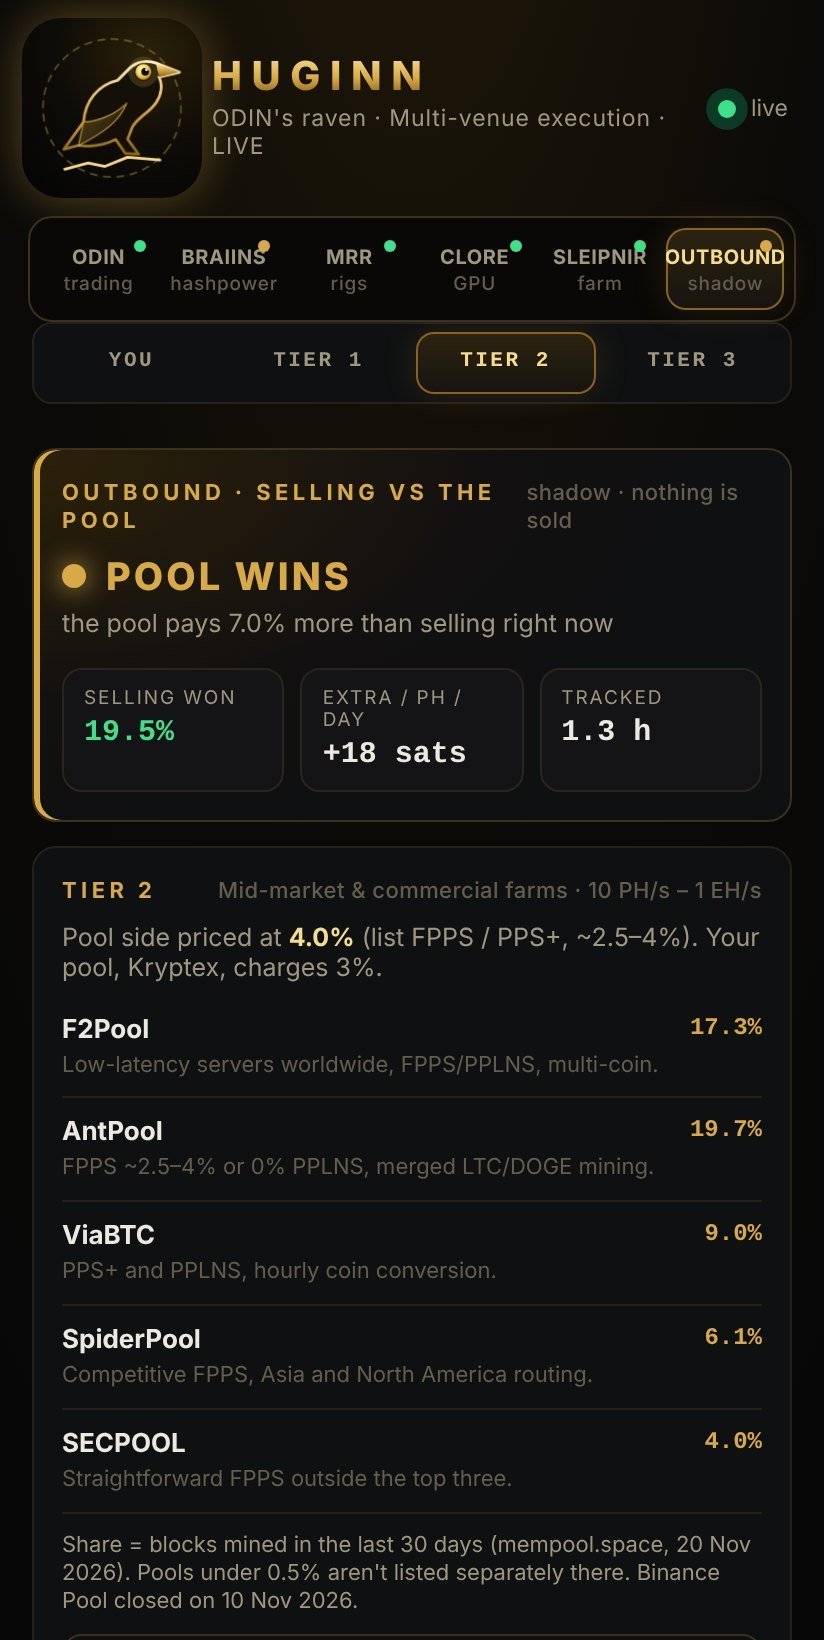 HUGINN
ODIN's raven · Multi-venue execution ·
LIVE
live
ODIN
trading
BRAIINS
hashpower
MRR
rigs
CLORE
GPU
SLEIPNIR
farm
OUTBOUND
shadow
YOU
TIER 1
TIER 2
TIER 3
OUTBOUND · SELLING VS THE
POOL
shadow · nothing is
sold
POOL WINS
the pool pays 7.0% more than selling right now
SELLING WON
19.5%
EXTRA / PH /
DAY
+18 sats
TRACKED
1.3 h
TIER 2
Mid-market & commercial farms · 10 PH/s – 1 EH/s
Pool side priced at 4.0% (list FPPS / PPS+, ~2.5–4%). Your
pool, Kryptex, charges 3%.
F2Pool
17.3%
Low-latency servers worldwide, FPPS/PPLNS, multi-coin.
AntPool
19.7%
FPPS ~2.5–4% or 0% PPLNS, merged LTC/DOGE mining.
ViaBTC
9.0%
PPS+ and PPLNS, hourly coin conversion.
SpiderPool
6.1%
Competitive FPPS, Asia and North America routing.
SECPOOL
4.0%
Straightforward FPPS outside the top three.
Share = blocks mined in the last 30 days (mempool.space, 20 Nov
2026). Pools under 0.5% aren't listed separately there. Binance
Pool closed on 10 Nov 2026.